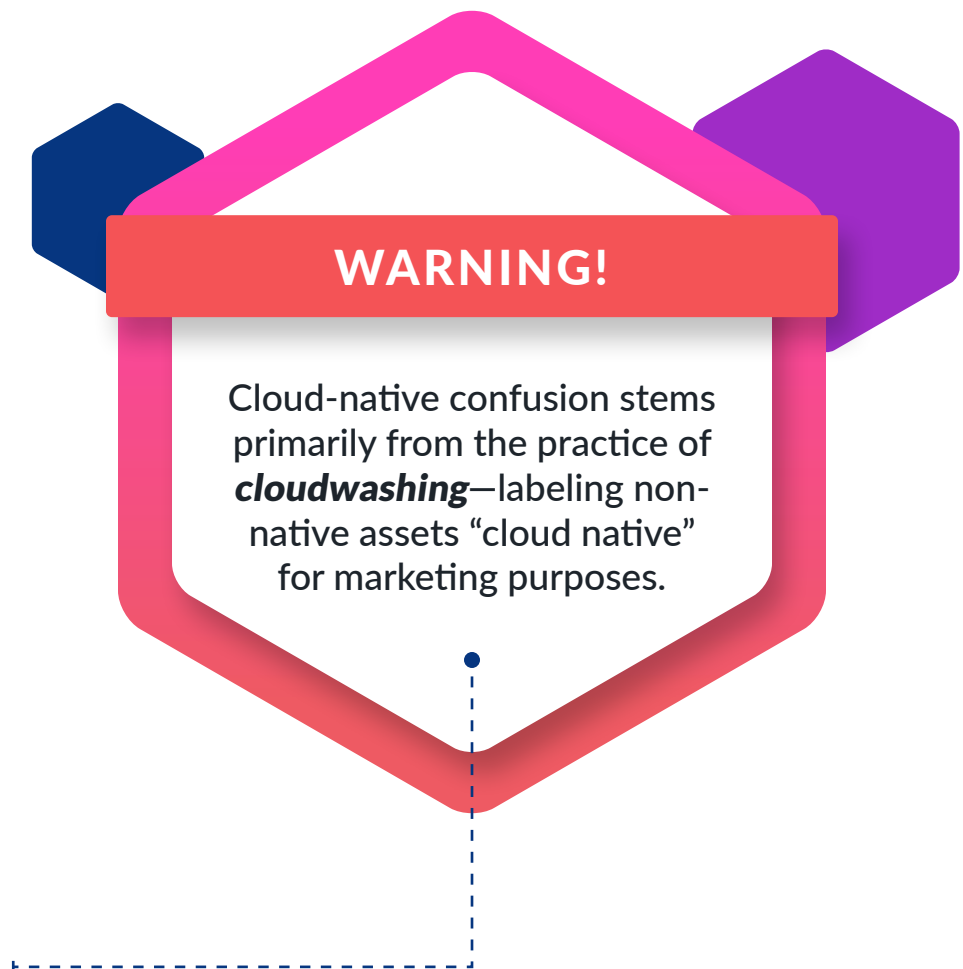 WARNING!
Cloud-native confusion stems
primarily from the practice of
cloudwashing—labeling non-
native assets “cloud native”
for marketing purposes.